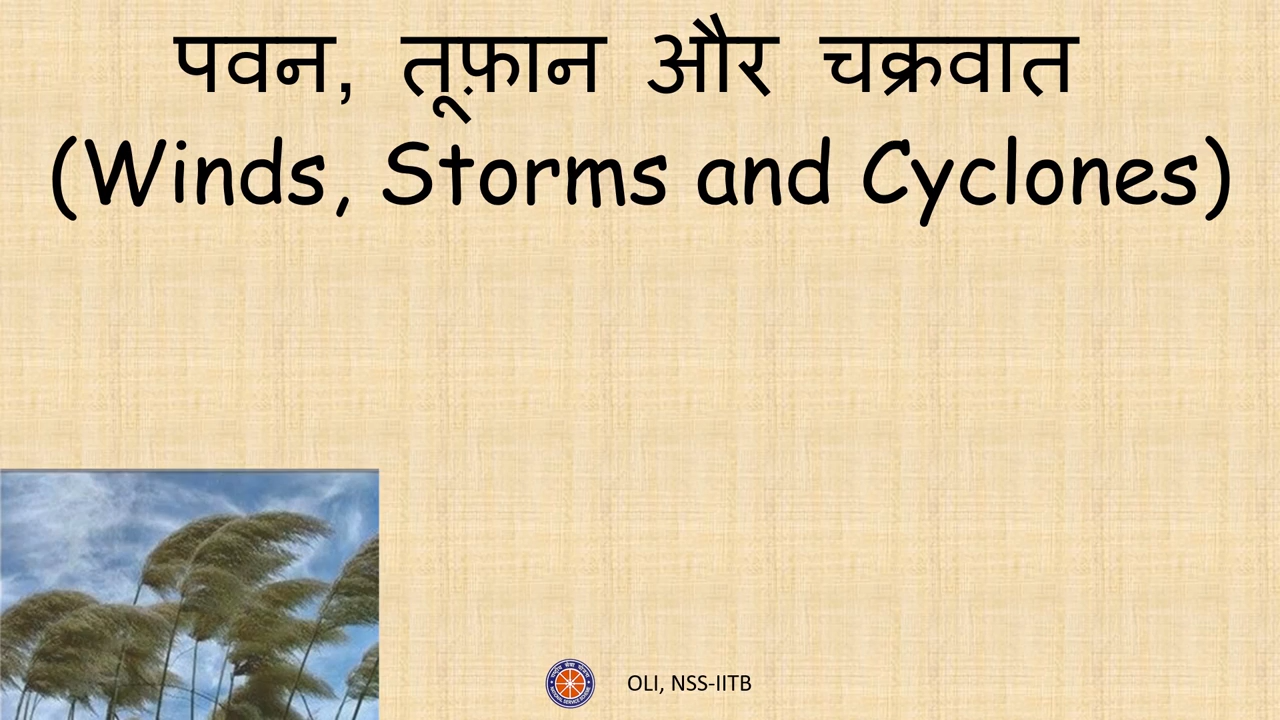 पवन, तूफ़ान और चक्रवात
(Winds, Storms and Cyclones)
OLI, NSS-IITB